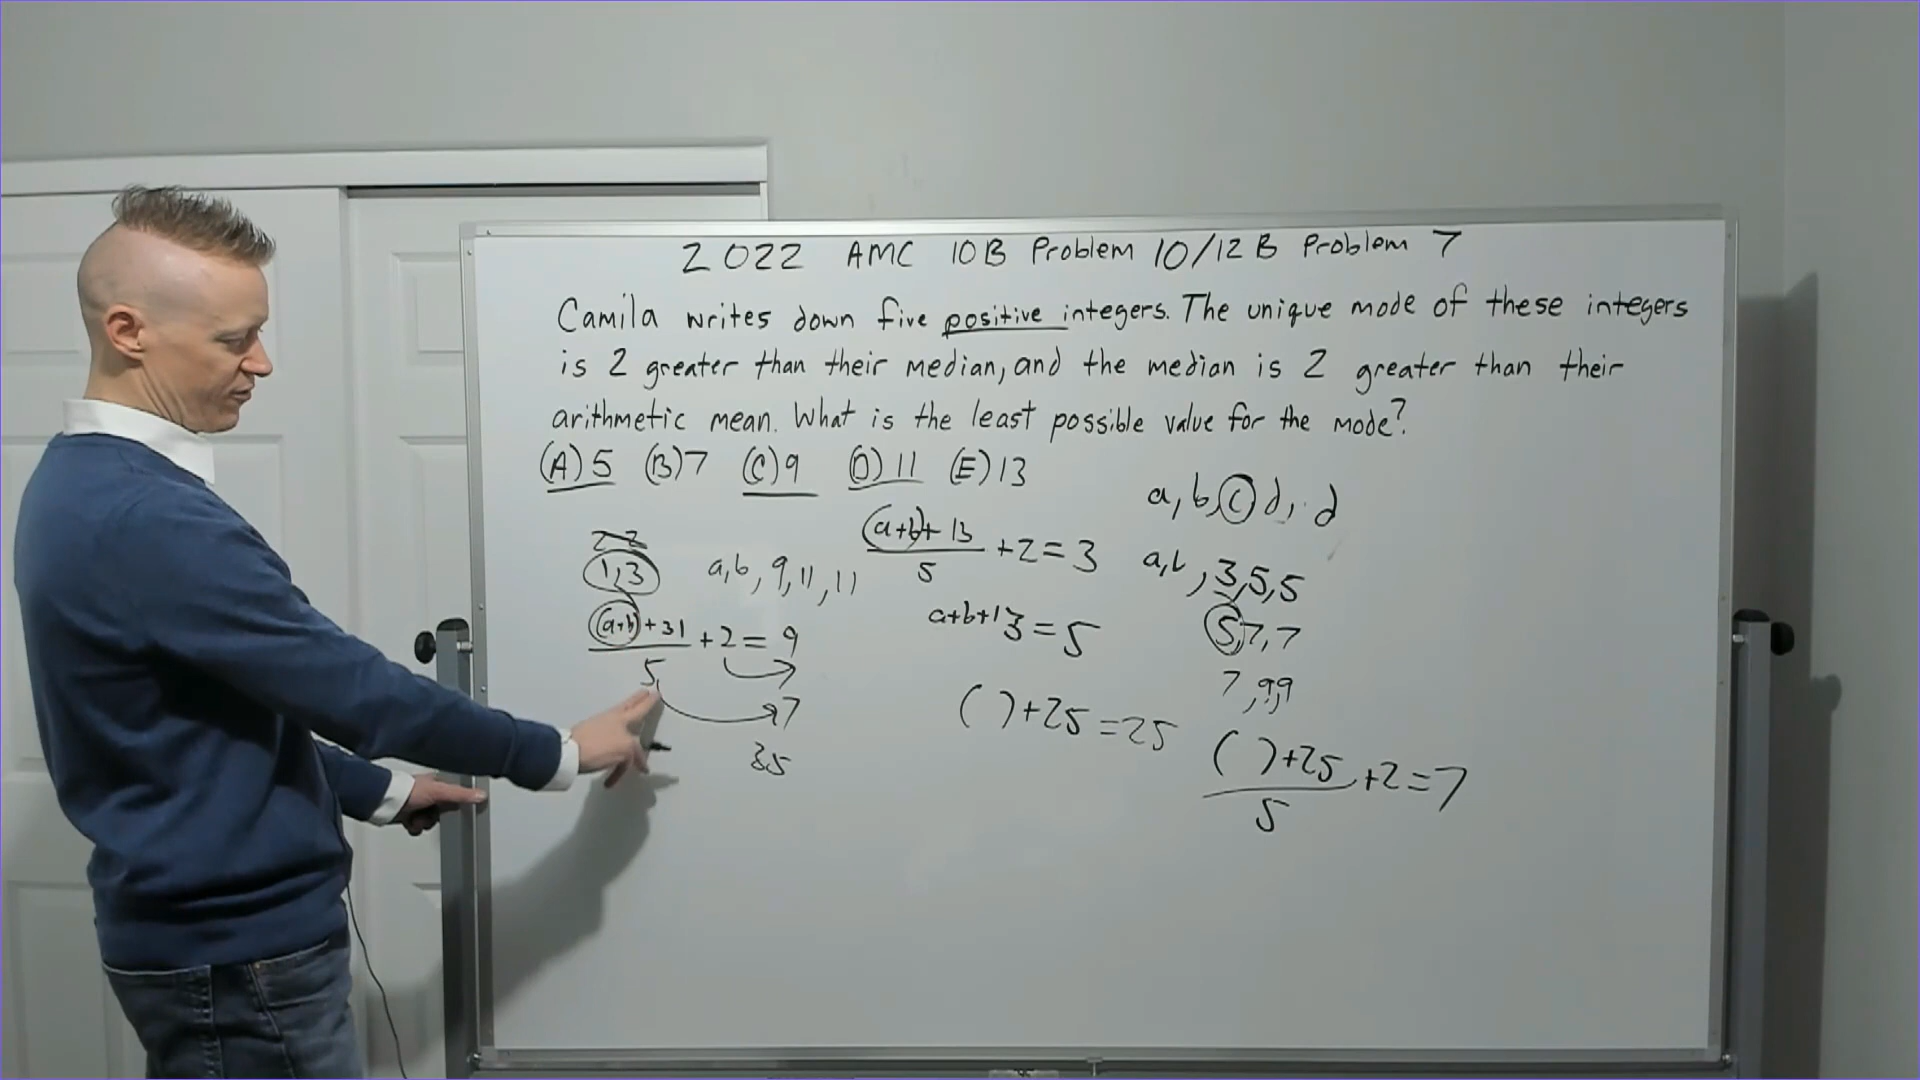 2022 AMC 10B Problem 10/12B Problem 7
Camila writes down five positive integers. The unique mode of these integers
is 2 greater than their median, and the median is 2 greater than their
arithmetic mean. What is the least possible value for the mode?
(A) 5 (B) 7 (C) 9 (D) 11 (E) 13
2 2
1,3
a,b, 9, 11, 11
(a+b)+31
5
+2=9
7
35
(a+b)+13
5
+2=3
a+b+13=5
( )+25=25
a, b, c, d, d
a,b, 3,5,5
5,7,7
7,9,9
( )+25
5
+2=7